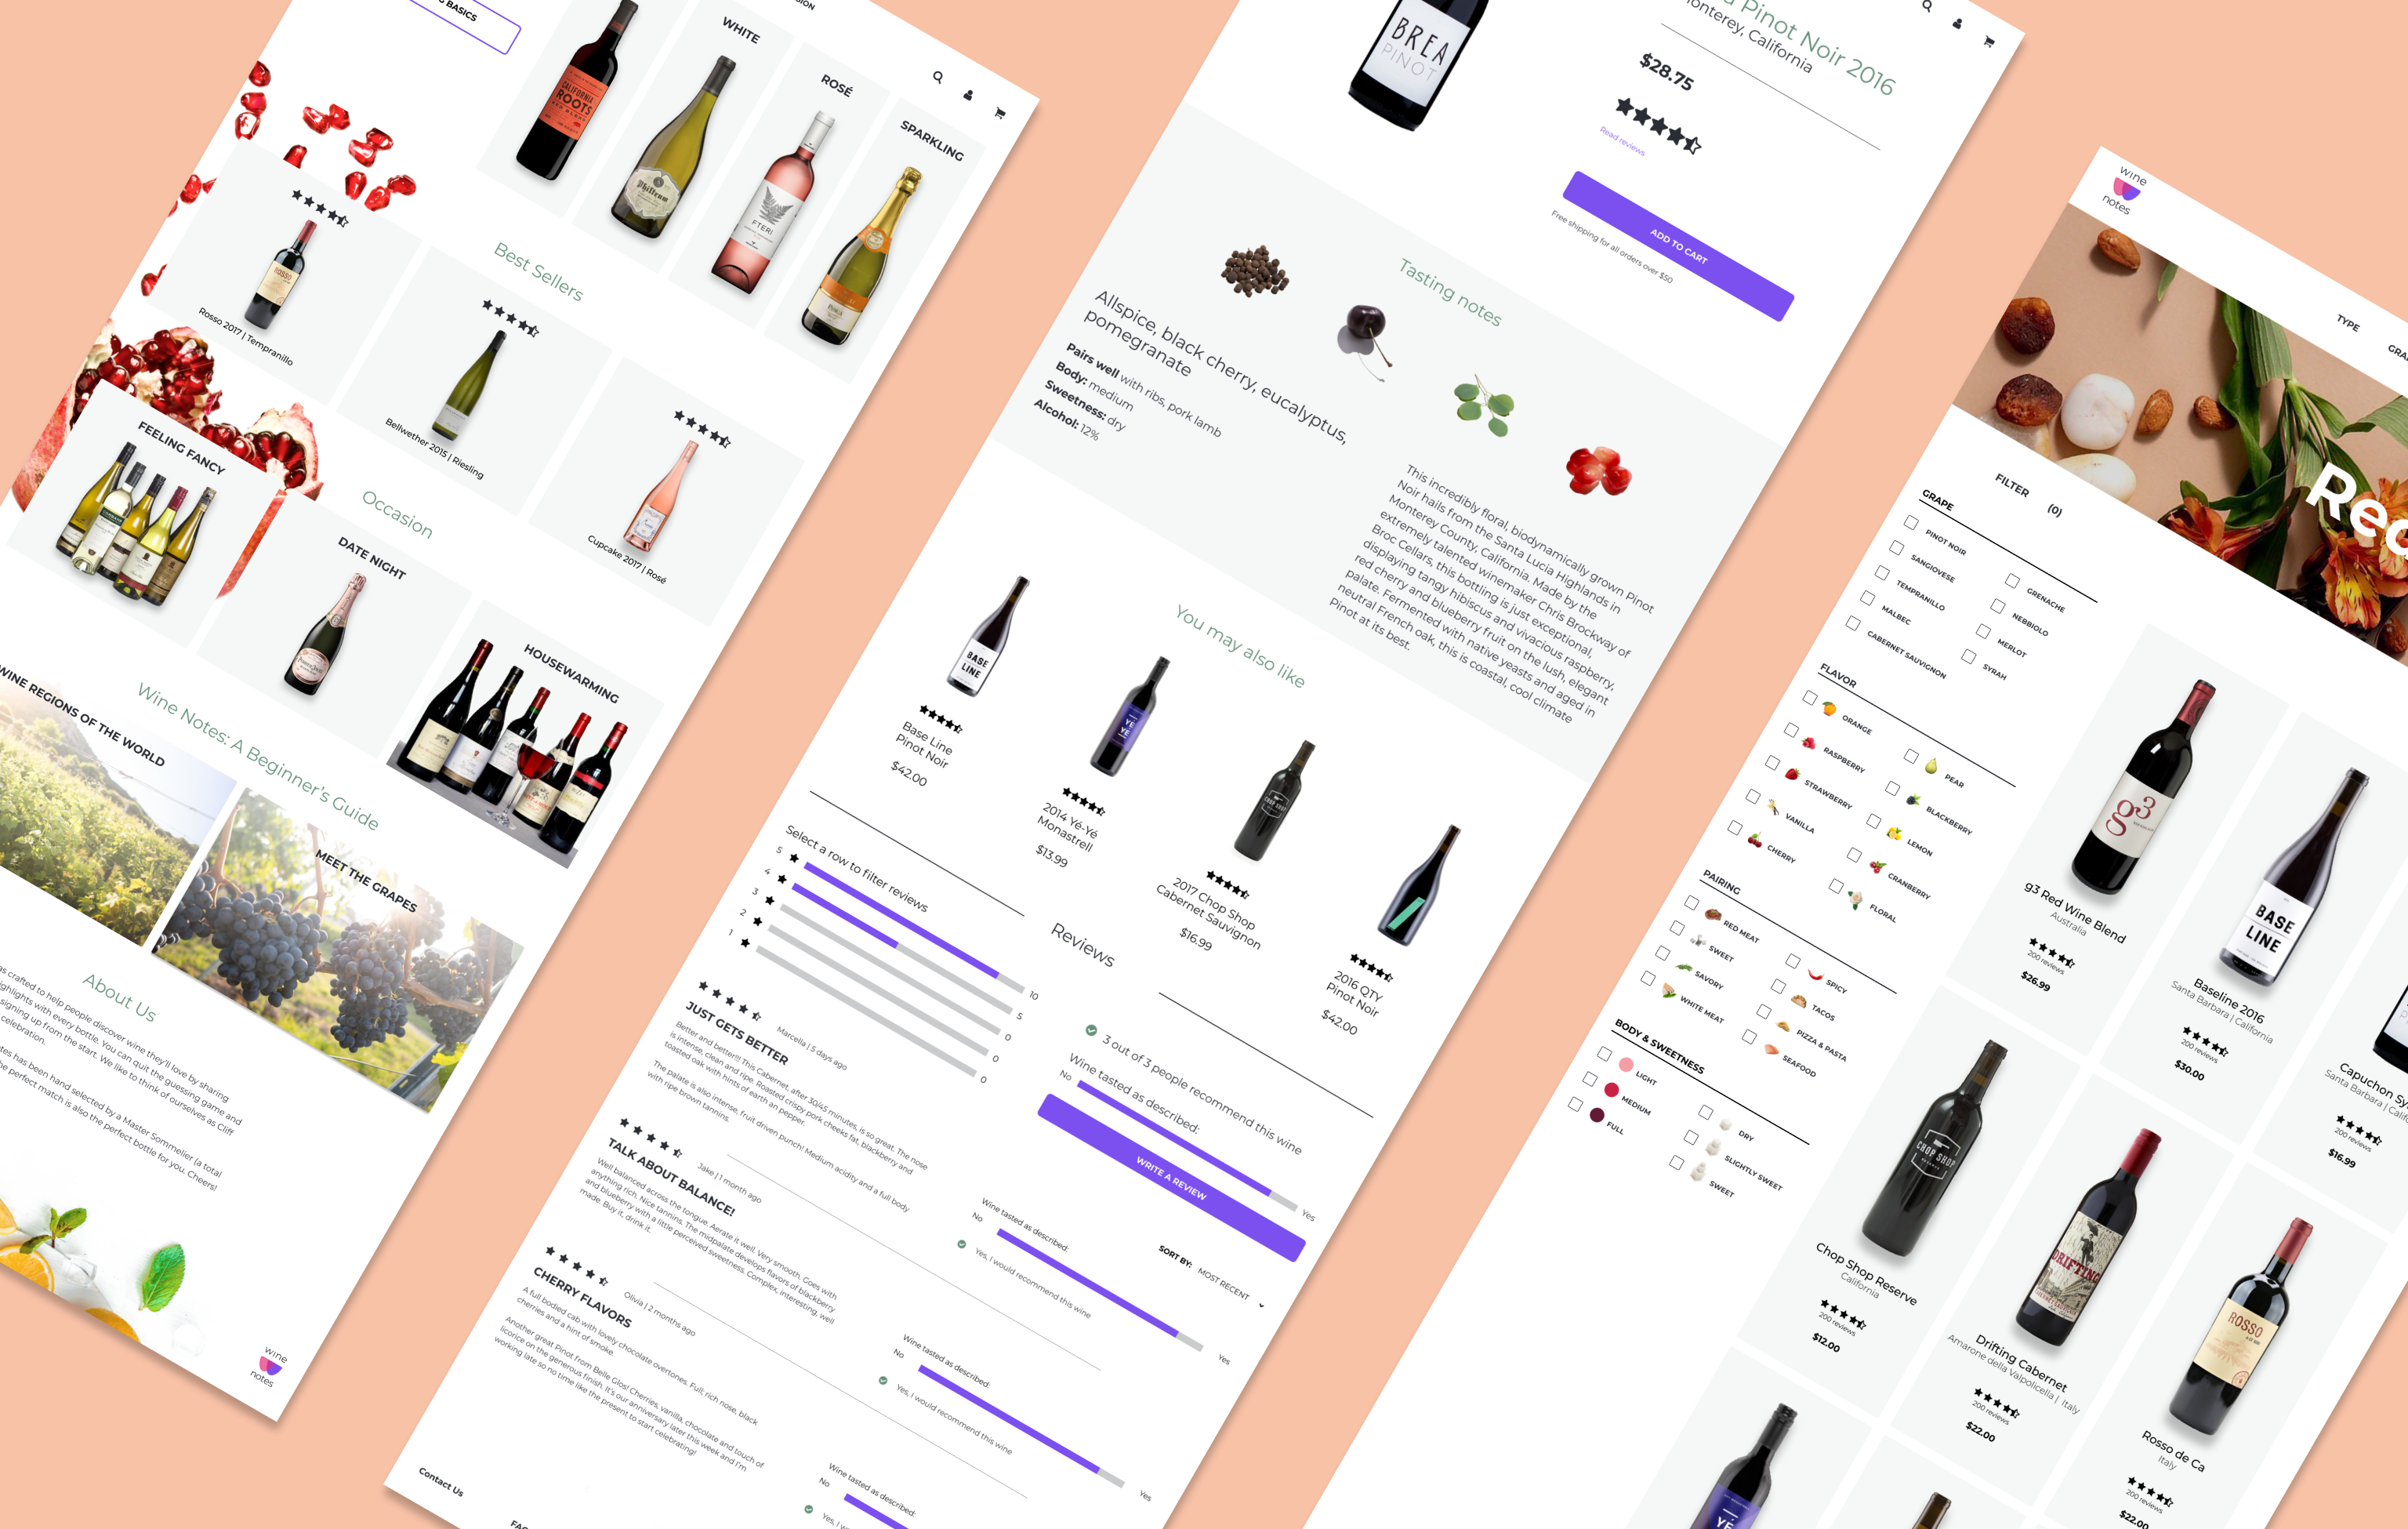 BASICS
WHITE
ROSÉ
SPARKLING
CALIFORNIA
ROOTS
FTERI
Best Sellers
ROSSO
Rosso 2017 | Tempranillo
Bellwether 2015 | Riesling
Cupcake 2017 | Rosé
Occasion
FEELING FANCY
DATE NIGHT
HOUSEWARMING
Wine Notes: A Beginner's Guide
WINE REGIONS OF THE WORLD
MEET THE GRAPES
About Us
crafted to help people discover wine they'll love by sharing
highlights with every bottle. You can quit the guessing game and
signing up from the start. We like to think of ourselves as Cliff
celebration.
has been hand selected by a Master Sommelier (a total
perfect match is also the perfect bottle for you. Cheers!
wine
notes
BREA
PINOT
Pinot Noir 2016
Monterey, California
$28.75
Read reviews
ADD TO CART
Free shipping for all orders over $50
Tasting notes
Allspice, black cherry, eucalyptus,
pomegranate
Pairs well with ribs, pork lamb
Body: medium
Sweetness: dry
Alcohol: 12%
This incredibly floral, biodynamically grown Pinot
Noir hails from the Santa Lucia Highlands in
Monterey County, California. Made by the
extremely talented winemaker Chris Brockway of
Broc Cellars, this bottling is just exceptional,
displaying tangy hibiscus and vivacious raspberry,
red cherry and blueberry fruit on the lush, elegant
palate. Fermented with native yeasts and aged in
neutral French oak, this is coastal, cool climate
Pinot at its best.
You may also like
BASE
LINE
Base Line
Pinot Noir
$42.00
YÉ
YÉ
2014 Yé-Yé
Monastrell
$13.99
CHOP SHOP
2017 Chop Shop
Cabernet Sauvignon
$16.99
2016 QTY
Pinot Noir
$42.00
Reviews
Select a row to filter reviews
5
10
4
5
3
0
2
0
1
0
3 out of 3 people recommend this wine
Wine tasted as described:
No
Yes
WRITE A REVIEW
SORT BY: MOST RECENT
Marcella | 5 days ago
JUST GETS BETTER
Better and better!!! This Cabernet, after 30/45 minutes, is so great. The nose
is intense, clean and ripe. Roasted crispy pork cheeks fat, blackberry and
toasted oak with hints of earth an pepper.
The palate is also intense, fruit driven punch! Medium acidity and a full body
with ripe brown tannins.
Wine tasted as described:
No
Yes
Yes, I would recommend this wine
Jake | 1 month ago
TALK ABOUT BALANCE!
Well balanced across the tongue. Aerate it well. Very smooth. Goes with
anything rich. Nice tannins. The midpalate develops flavors of blackberry
and blueberry with a little perceived sweetness. Complex, interesting, well
made. Buy it, drink it.
Wine tasted as described:
No
Yes
Yes, I would recommend this wine
Olivia | 2 months ago
CHERRY FLAVORS
A full bodied cab with lovely chocolate overtones. Full, rich nose, black
cherries and a hint of smoke.
Another great Pinot from Belle Glos! Cherries, vanilla, chocolate and touch of
licorice on the generous finish. It's our anniversary later this week and I'm
working late so no time like the present to start celebrating!
Wine tasted as described:
No
Yes, I
Contact Us
wine
notes
TYPE
Red
FILTER
(0)
GRAPE
PINOT NOIR
SANGIOVESE
TEMPRANILLO
MALBEC
CABERNET SAUVIGNON
GRENACHE
NEBBIOLO
MERLOT
SYRAH
FLAVOR
ORANGE
RASPBERRY
STRAWBERRY
VANILLA
CHERRY
PEAR
BLACKBERRY
LEMON
CRANBERRY
FLORAL
PAIRING
RED MEAT
SWEET
SAVORY
WHITE MEAT
SPICY
TACOS
PIZZA & PASTA
SEAFOOD
BODY & SWEETNESS
LIGHT
MEDIUM
FULL
DRY
SLIGHTLY SWEET
SWEET
g3
g3 Red Wine Blend
Australia
200 reviews
$26.99
BASE
LINE
Baseline 2016
Santa Barbara | California
200 reviews
$30.00
Capuchon Sy
Santa Barbara | Calif
200 reviews
$16.99
CHOP SHOP
Chop Shop Reserve
California
200 reviews
$12.00
DRIFTING
Drifting Cabernet
Amarone della Valpolicella | Italy
200 reviews
$22.00
ROSSO
Rosso de Ca
Italy
200 reviews
$22.00
YÉ